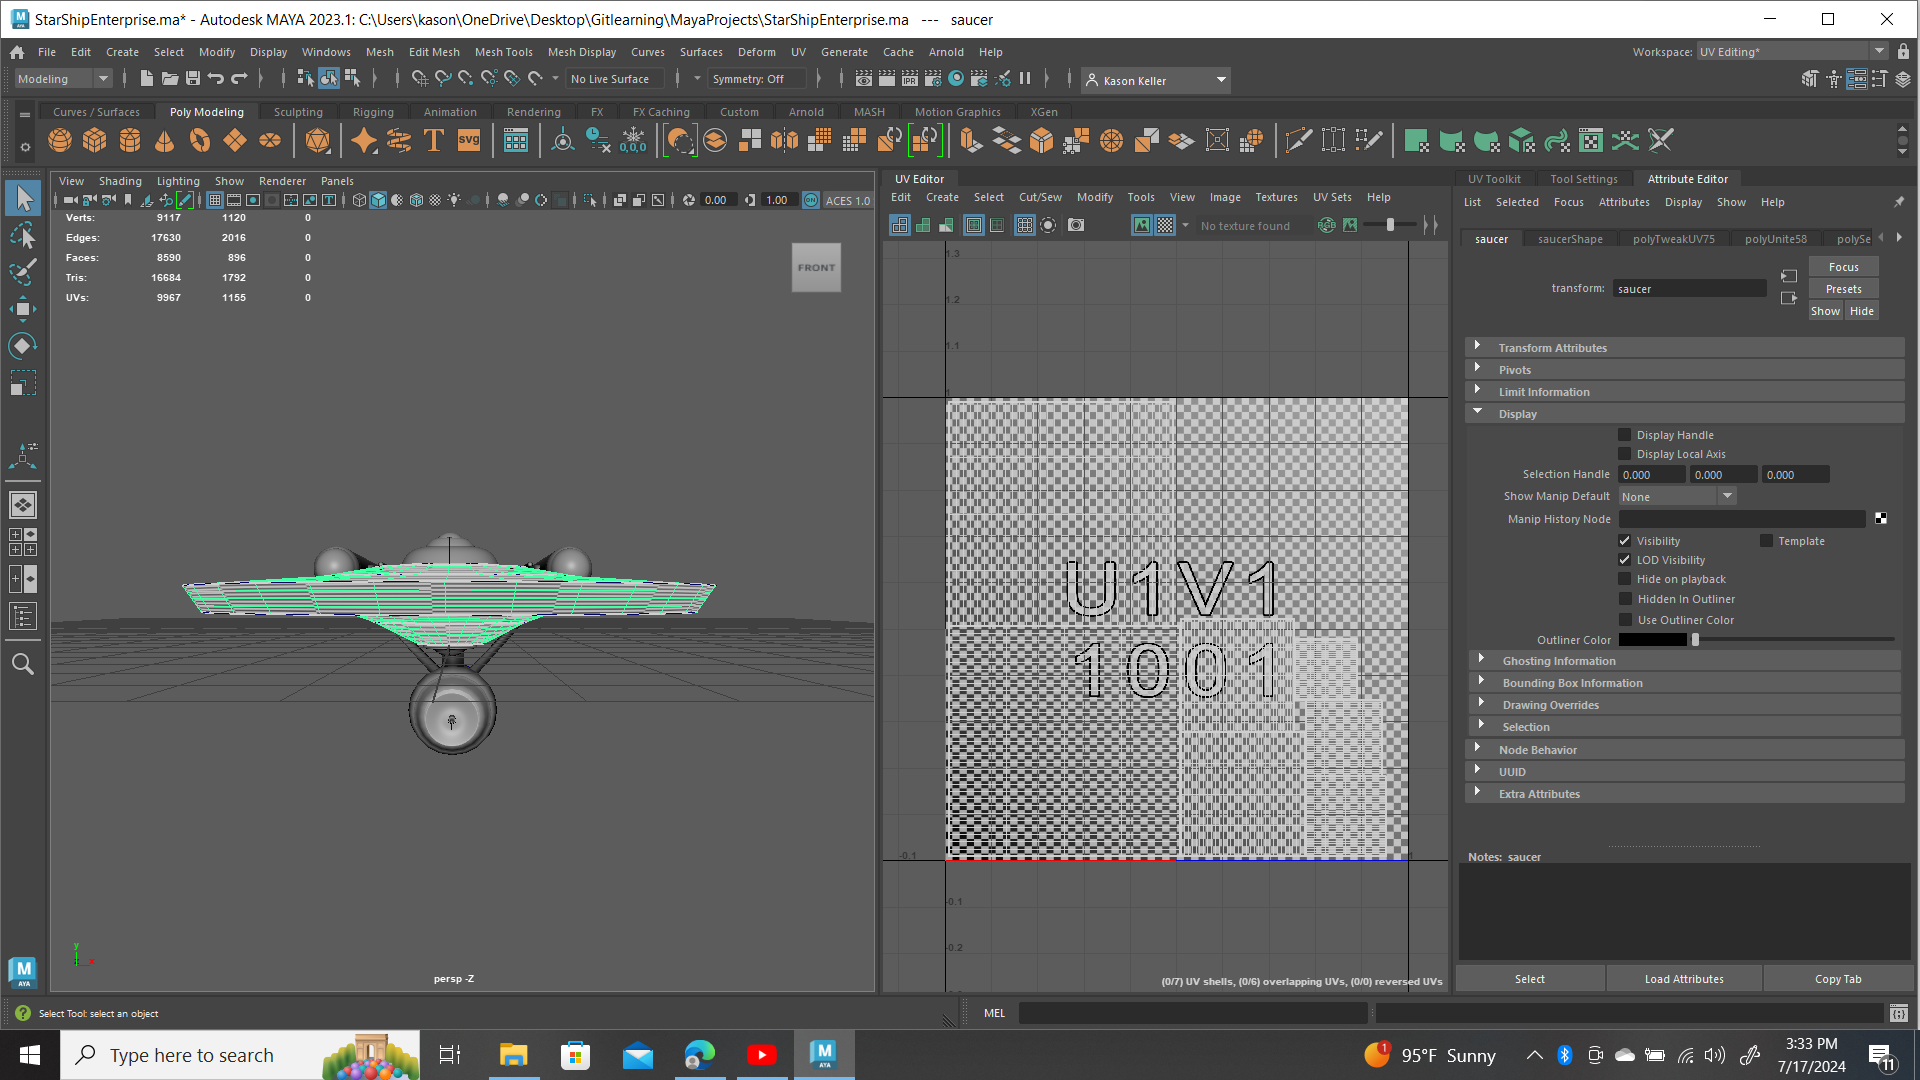 StarShipEnterprise.ma* - Autodesk MAYA 2023.1: C:\Users\kason\OneDrive\Desktop\Gitlearning\MayaProjects\StarShipEnterprise.ma --- saucer
File Edit Create Select Modify Display Windows Mesh Edit Mesh Mesh Tools Mesh Display Curves Surfaces Deform UV Generate Cache Arnold Help Workspace: UV Editing*
Modeling No Live Surface Symmetry: Off IPR Kason Keller
Curves / Surfaces Poly Modeling Sculpting Rigging Animation Rendering FX FX Caching Custom Arnold MASH Motion Graphics XGen
T SVG 0,0,0
View Shading Lighting Show Renderer Panels
0.00 1.00 ACES 1.0
Verts: 9117 1120 0
Edges: 17630 2016 0
Faces: 8590 896 0
Tris: 16684 1792 0
UVs: 9967 1155 0
FRONT
y
persp -Z
UV Editor
Edit Create Select Cut/Sew Modify Tools View Image Textures UV Sets Help
No texture found RGB
1.3
1.2
1.1
1
U1V1
1001
-0.1
1
-0.1
-0.2
(0/7) UV shells, (0/6) overlapping UVs, (0/0) reversed UVs
UV Toolkit Tool Settings Attribute Editor
List Selected Focus Attributes Display Show Help
saucer saucerShape polyTweakUV75 polyUnite58 polySe
transform: saucer
Focus
Presets
Show Hide
Transform Attributes
Pivots
Limit Information
Display
Display Handle
Display Local Axis
Selection Handle 0.000 0.000 0.000
Show Manip Default None
Manip History Node
Visibility Template
LOD Visibility
Hide on playback
Hidden In Outliner
Use Outliner Color
Outliner Color
Ghosting Information
Bounding Box Information
Drawing Overrides
Selection
Node Behavior
UUID
Extra Attributes
Notes: saucer
Select Load Attributes Copy Tab
M
AYA
Select Tool: select an object
MEL
Type here to search
M
AYA
1
95°F Sunny
3:33 PM
7/17/2024
11